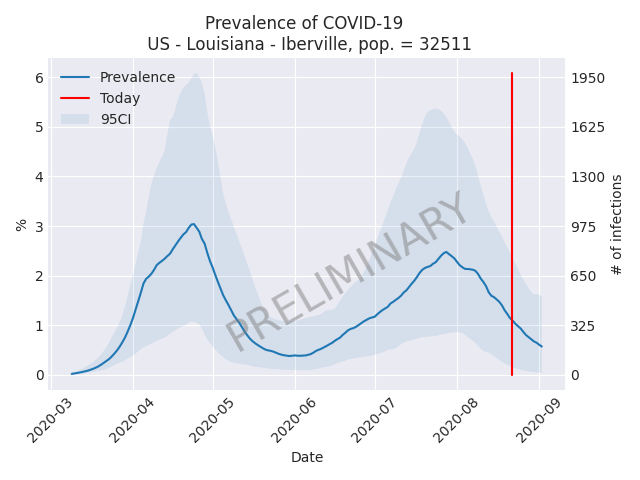 Prevalence of COVID-19
US - Louisiana - Iberville, pop. = 32511
Prevalence
Today
95CI
PRELIMINARY
6
5
4
3
2
1
0
%
1950
1625
1300
975
650
325
0
# of infections
2020-03
2020-04
2020-05
2020-06
2020-07
2020-08
2020-09
Date